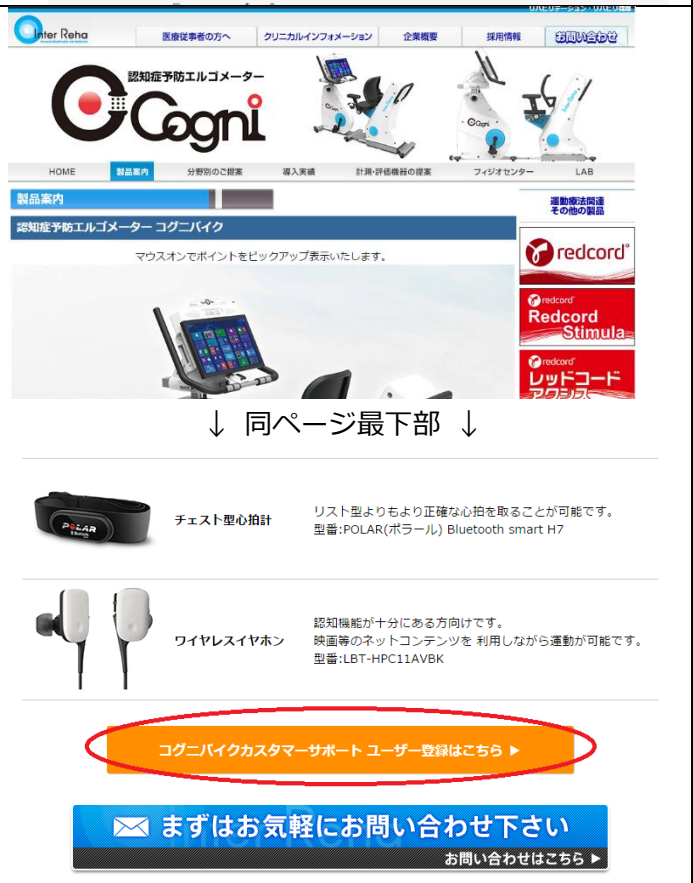 リハビリ
Inter Reha
医療従事者の方へ
クリニカルインフォメーション
企業概要
採用情報
お問い合わせ
認知症予防エルゴメーター
Cogni
Cogni
HOME
製品案内
分野別のご提案
導入実績
計測・評価機器の提案
フィジオセンター
LAB
製品案内
運動療法関連
その他の製品
認知症予防エルゴメーター コグニバイク
マウスオンでポイントをピックアップ表示いたします。
redcord
redcord
Redcord
Stimula
redcord
レッドコード
アクシス
↓ 同ページ最下部 ↓
POLAR
チェスト型心拍計
リスト型よりもより正確な心拍を取ることが可能です。
型番:POLAR(ポラール) Bluetooth smart H7
ワイヤレスイヤホン
認知機能が十分にある方向けです。
映画等のネットコンテンツを 利用しながら運動が可能です。
型番:LBT-HPC11AVBK
コグニバイクカスタマーサポート ユーザー登録はこちら ▶
まずはお気軽にお問い合わせ下さい
お問い合わせはこちら ▶